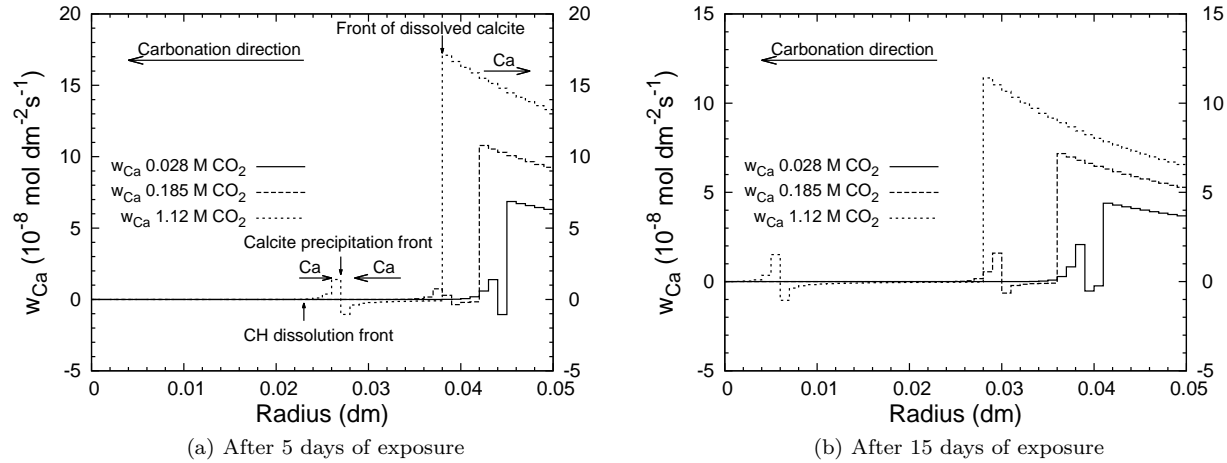 20
20
Front of dissolved calcite
Carbonation direction
Ca
15
15
w_Ca (10^-8 mol dm^-2 s^-1)
10
10
w_Ca 0.028 M CO_2
w_Ca 0.185 M CO_2
w_Ca 1.12 M CO_2
5
5
Calcite precipitation front
Ca
Ca
0
0
CH dissolution front
-5
-5
0 0.01 0.02 0.03 0.04 0.05
Radius (dm)
(a) After 5 days of exposure
15
15
Carbonation direction
w_Ca (10^-8 mol dm^-2 s^-1)
10
10
w_Ca 0.028 M CO_2
w_Ca 0.185 M CO_2
w_Ca 1.12 M CO_2
5
5
0
0
-5
-5
0 0.01 0.02 0.03 0.04 0.05
Radius (dm)
(b) After 15 days of exposure